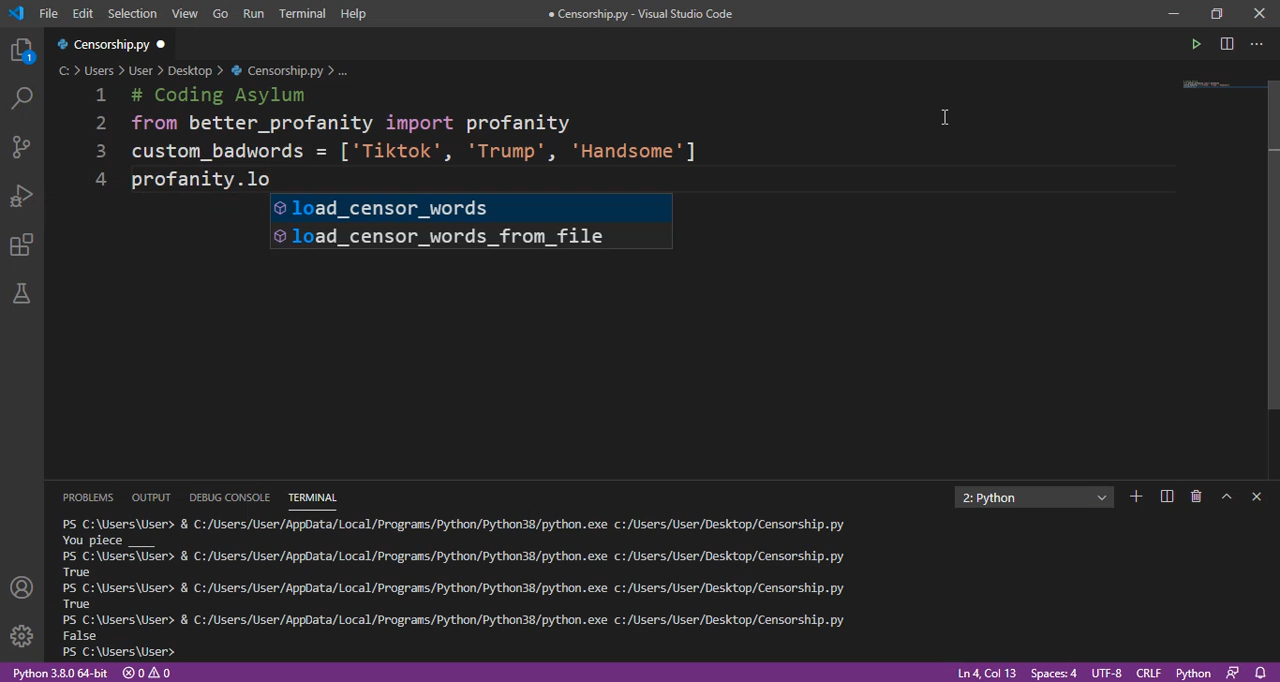 File Edit Selection View Go Run Terminal Help ● Censorship.py - Visual Studio Code
Censorship.py ●
C: > Users > User > Desktop > Censorship.py > ...
1 # Coding Asylum
2 from better_profanity import profanity
3 custom_badwords = ['Tiktok', 'Trump', 'Handsome']
4 profanity.lo
load_censor_words
load_censor_words_from_file
1
PROBLEMS OUTPUT DEBUG CONSOLE TERMINAL 2: Python
PS C:\Users\User> & C:/Users/User/AppData/Local/Programs/Python/Python38/python.exe c:/Users/User/Desktop/Censorship.py
You piece ____
PS C:\Users\User> & C:/Users/User/AppData/Local/Programs/Python/Python38/python.exe c:/Users/User/Desktop/Censorship.py
True
PS C:\Users\User> & C:/Users/User/AppData/Local/Programs/Python/Python38/python.exe c:/Users/User/Desktop/Censorship.py
True
PS C:\Users\User> & C:/Users/User/AppData/Local/Programs/Python/Python38/python.exe c:/Users/User/Desktop/Censorship.py
False
PS C:\Users\User>
Python 3.8.0 64-bit 0 0 Ln 4, Col 13 Spaces: 4 UTF-8 CRLF Python